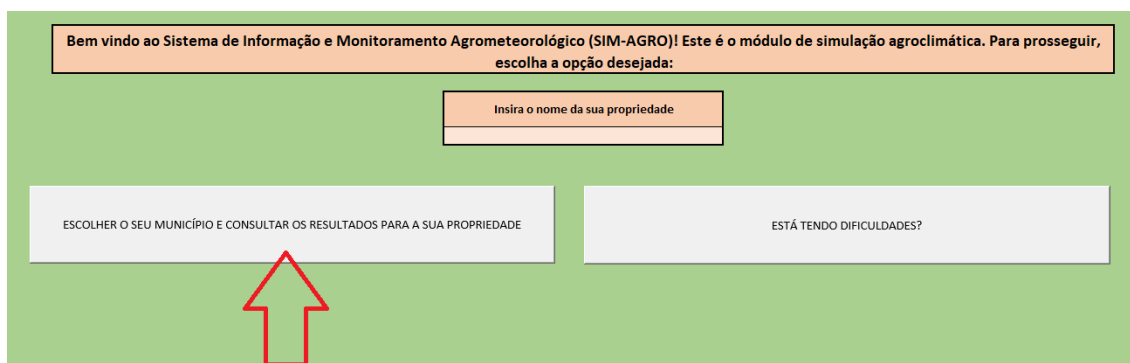 Bem vindo ao Sistema de Informação e Monitoramento Agrometeorológico (SIM-AGRO)! Este é o módulo de simulação agroclimática. Para prosseguir,
escolha a opção desejada:
Insira o nome da sua propriedade
ESCOLHER O SEU MUNICÍPIO E CONSULTAR OS RESULTADOS PARA A SUA PROPRIEDADE
ESTÁ TENDO DIFICULDADES?